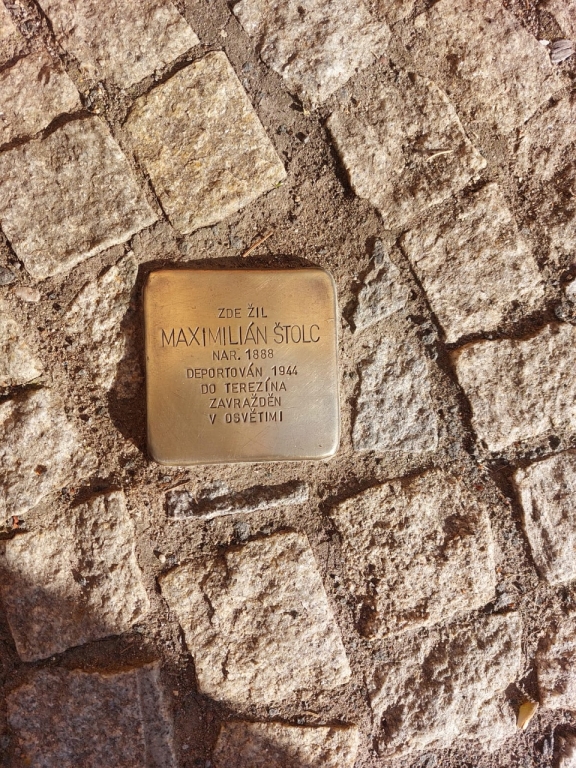 ZDE ŽIL
MAXIMILIÁN ŠTOLC
NAR. 1888
DEPORTOVÁN 1944
DO TEREZÍNA
ZAVRAŽDĚN
V OSVĚTIMI